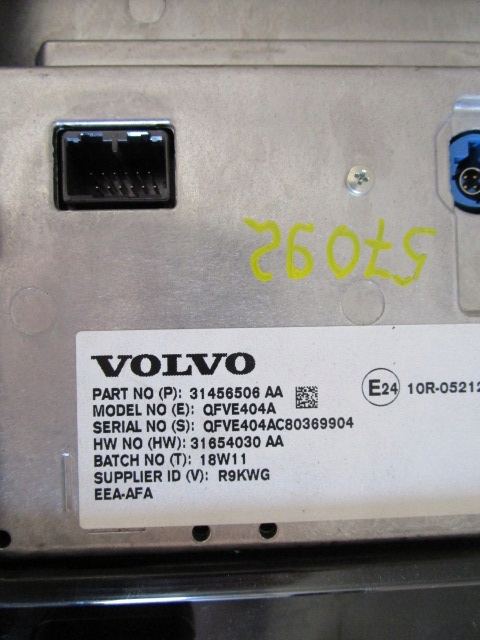 57092
VOLVO
PART NO (P): 31456506 AA
MODEL NO (E): QFVE404A
SERIAL NO (S): QFVE404AC80369904
HW NO (HW): 31654030 AA
BATCH NO (T): 18W11
SUPPLIER ID (V): R9KWG
EEA-AFA
E24 10R-05212